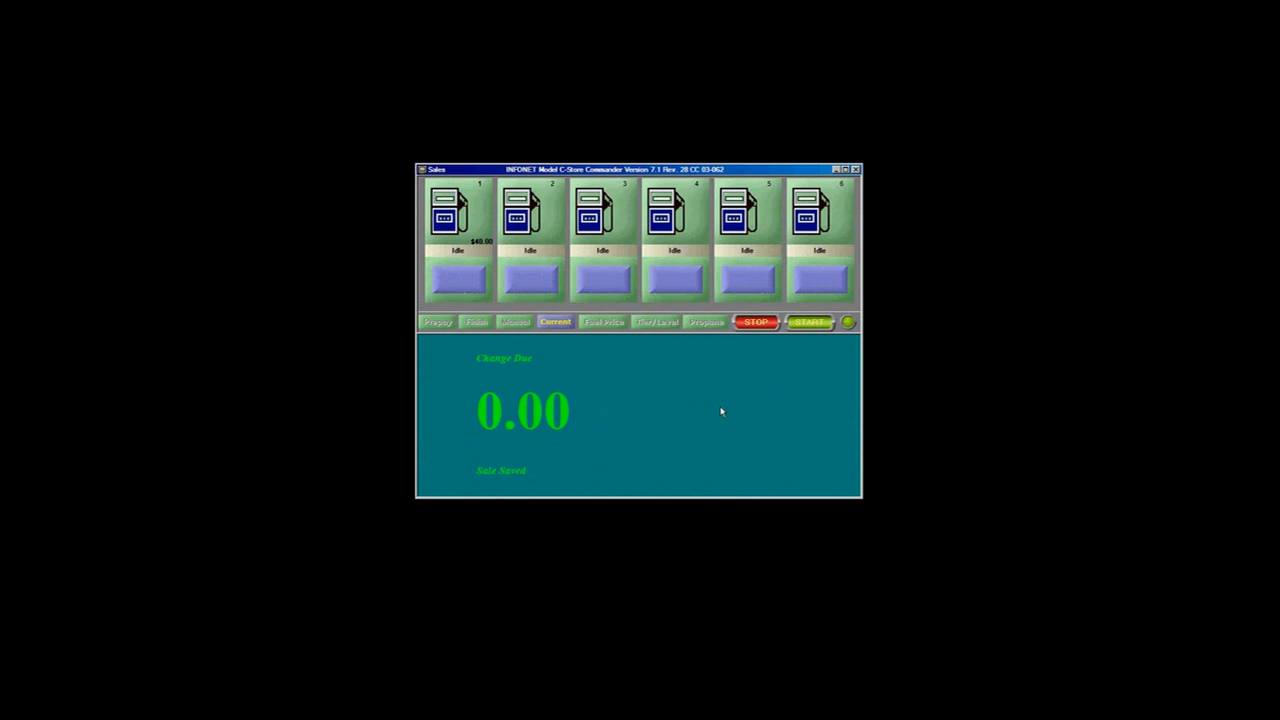 Sales INFONET Model C-Store Commander Version 7.1 Rev. 28 CC 03-062
1 2 3 4 5 6
$40.00
Idle Idle Idle Idle Idle Idle
Prepay Finish Manual Current Fuel Price Tier/Level Propane STOP START
Change Due
0.00
Sale Saved